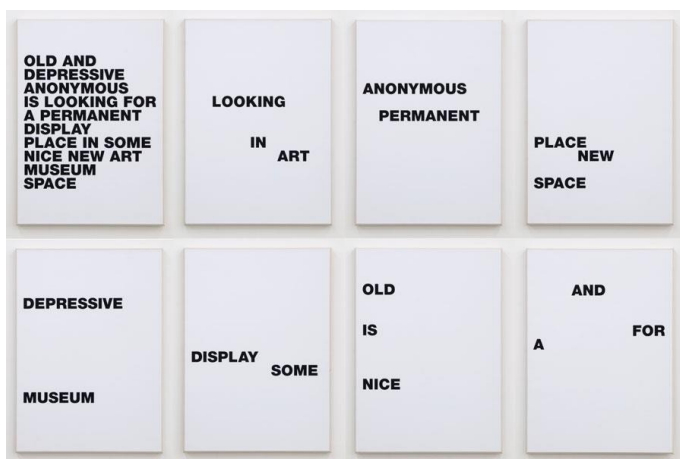 OLD AND
DEPRESSIVE
ANONYMOUS
IS LOOKING FOR
A PERMANENT
DISPLAY
PLACE IN SOME
NICE NEW ART
MUSEUM
SPACE
LOOKING
IN
ART
ANONYMOUS
PERMANENT
PLACE
NEW
SPACE
DEPRESSIVE
MUSEUM
DISPLAY
SOME
OLD
IS
NICE
AND
FOR
A